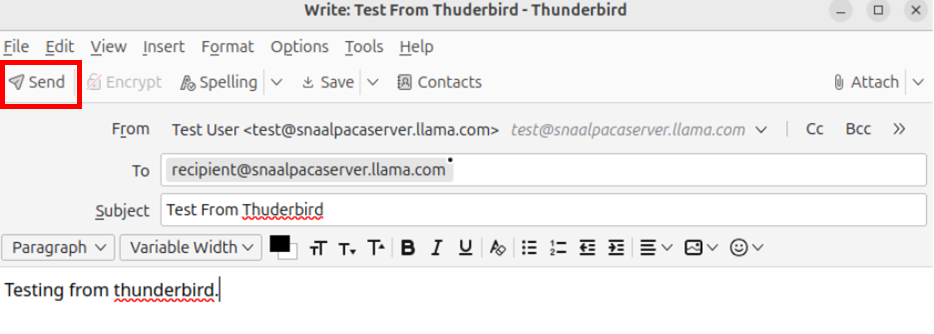 Write: Test From Thuderbird - Thunderbird
File Edit View Insert Format Options Tools Help
Send Encrypt Spelling Save Contacts Attach
From Test User <test@snaalpacaserver.llama.com> test@snaalpacaserver.llama.com Cc Bcc »
To recipient@snaalpacaserver.llama.com
Subject Test From Thuderbird
Paragraph Variable Width B I U
Testing from thunderbird.